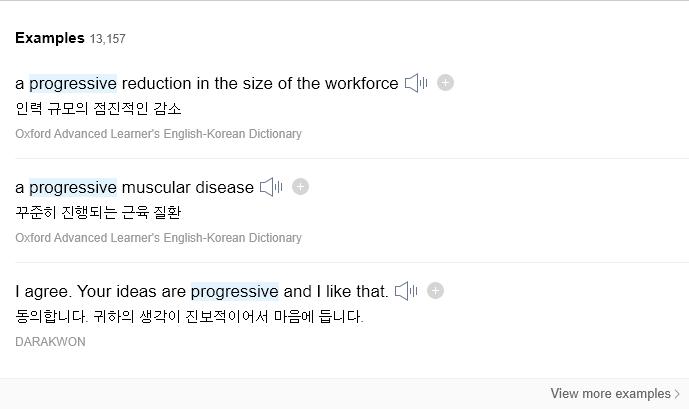 Examples 13,157
a progressive reduction in the size of the workforce
인력 규모의 점진적인 감소
Oxford Advanced Learner's English-Korean Dictionary
a progressive muscular disease
꾸준히 진행되는 근육 질환
Oxford Advanced Learner's English-Korean Dictionary
I agree. Your ideas are progressive and I like that.
동의합니다. 귀하의 생각이 진보적이어서 마음에 듭니다.
DARAKWON
View more examples